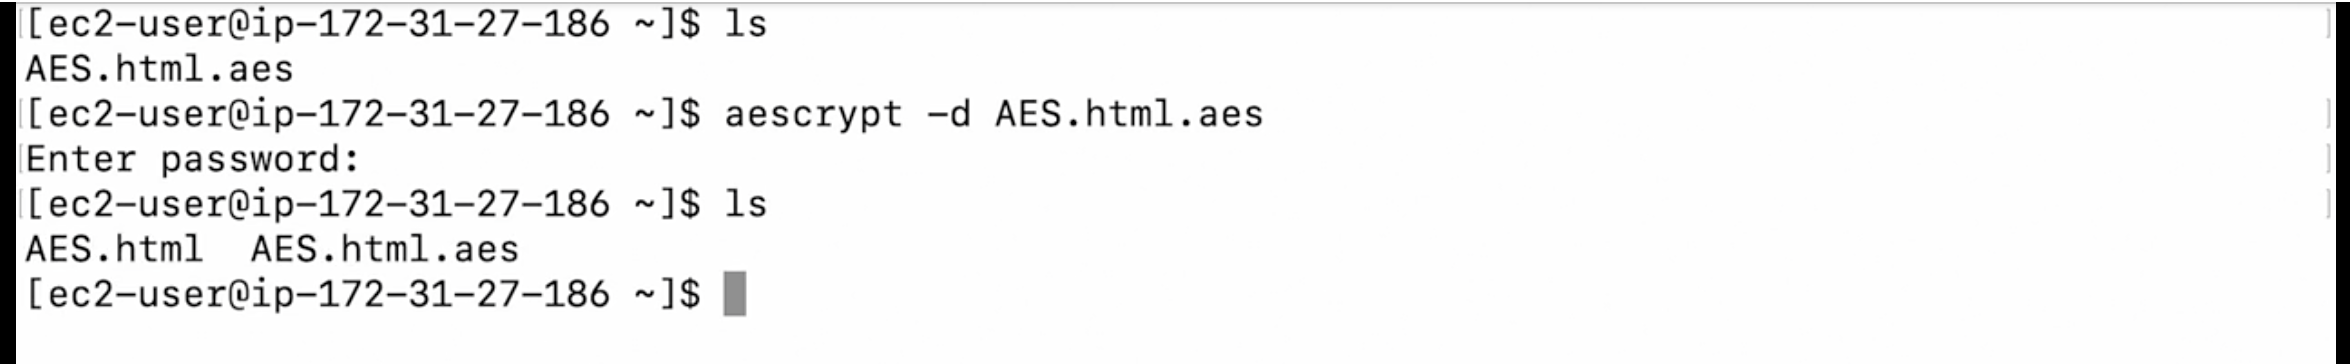 [ec2-user@ip-172-31-27-186 ~]$ ls
AES.html.aes
[ec2-user@ip-172-31-27-186 ~]$ aescrypt -d AES.html.aes
Enter password:
[ec2-user@ip-172-31-27-186 ~]$ ls
AES.html  AES.html.aes
[ec2-user@ip-172-31-27-186 ~]$